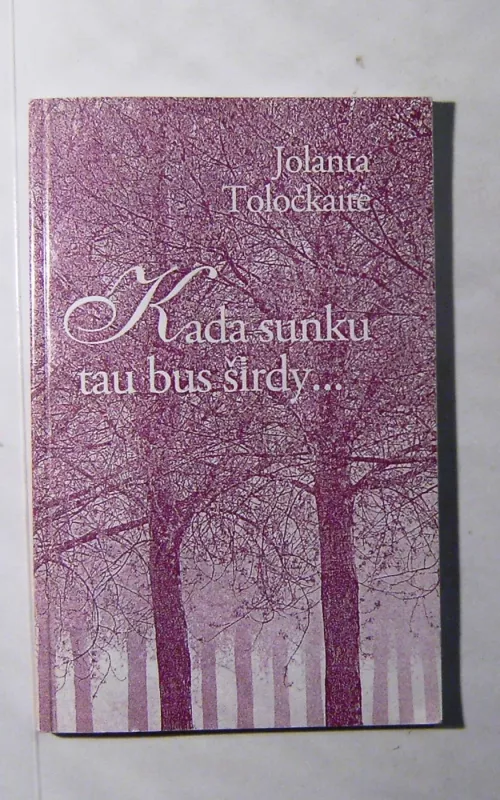 Jolanta
Toločkaitė
Kada sunku
tau bus širdy...